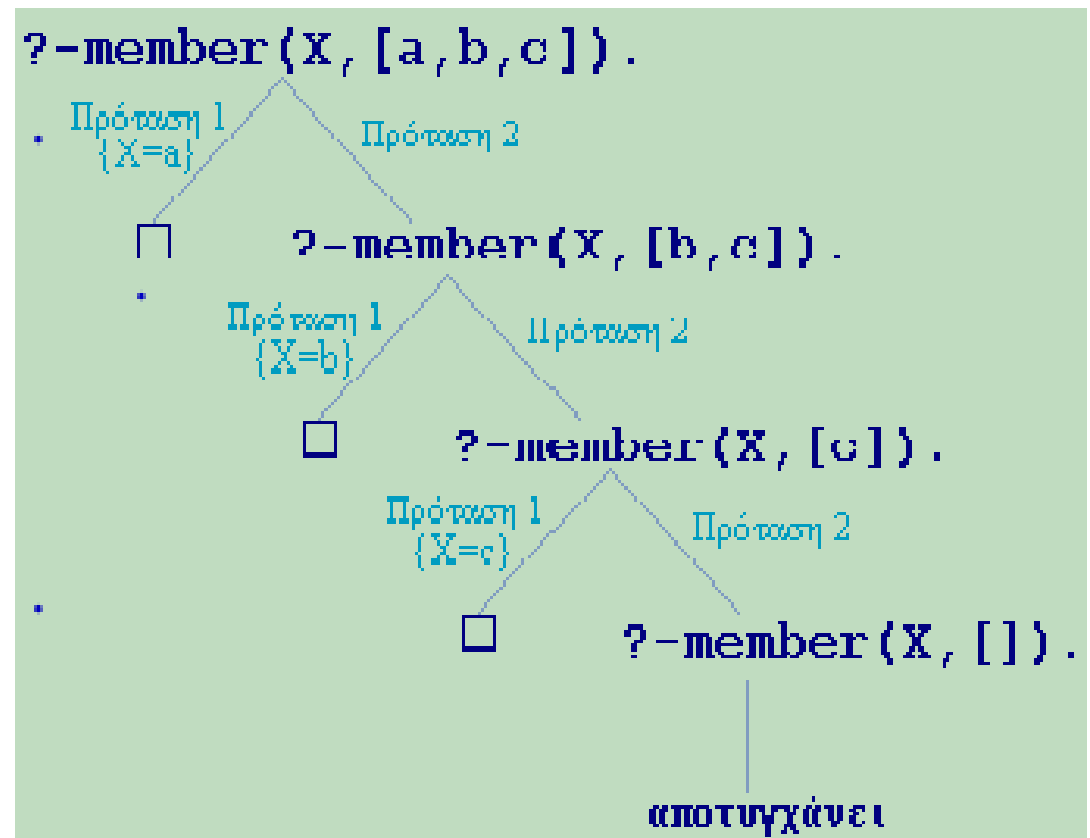 ?-member(X,[a,b,c]).
Πρόταση 1
{X=a}
Πρόταση 2
?-member(X,[b,c]).
Πρόταση 1
{X=b}
Πρόταση 2
?-member(X,[c]).
Πρόταση 1
{X=c}
Πρόταση 2
?-member(X,[]).
αποτυγχάνει